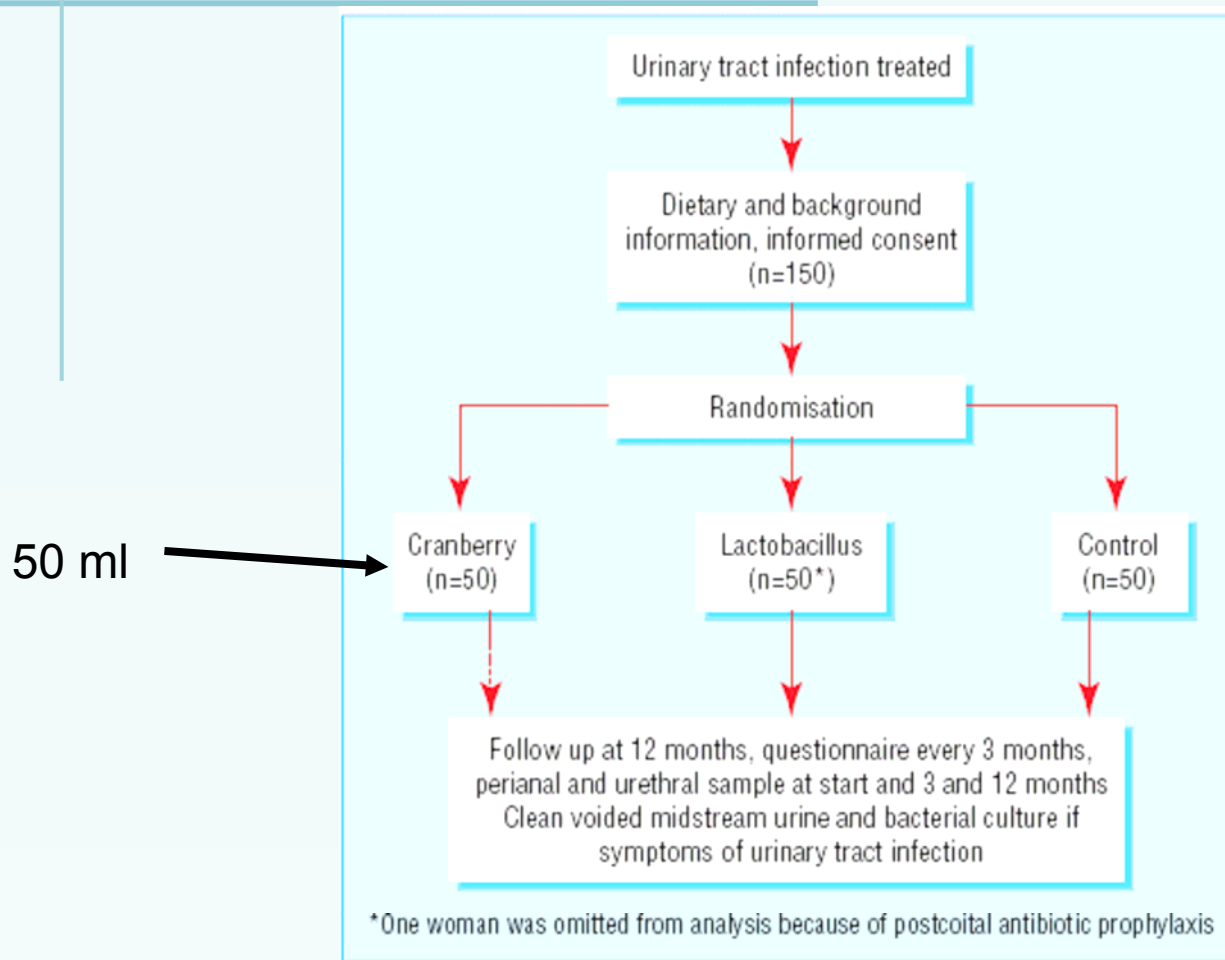 Urinary tract infection treated
Dietary and background
information, informed consent
(n=150)
Randomisation
50 ml
Cranberry
(n=50)
Lactobacillus
(n=50*)
Control
(n=50)
Follow up at 12 months, questionnaire every 3 months,
perianal and urethral sample at start and 3 and 12 months
Clean voided midstream urine and bacterial culture if
symptoms of urinary tract infection
*One woman was omitted from analysis because of postcoital antibiotic prophylaxis